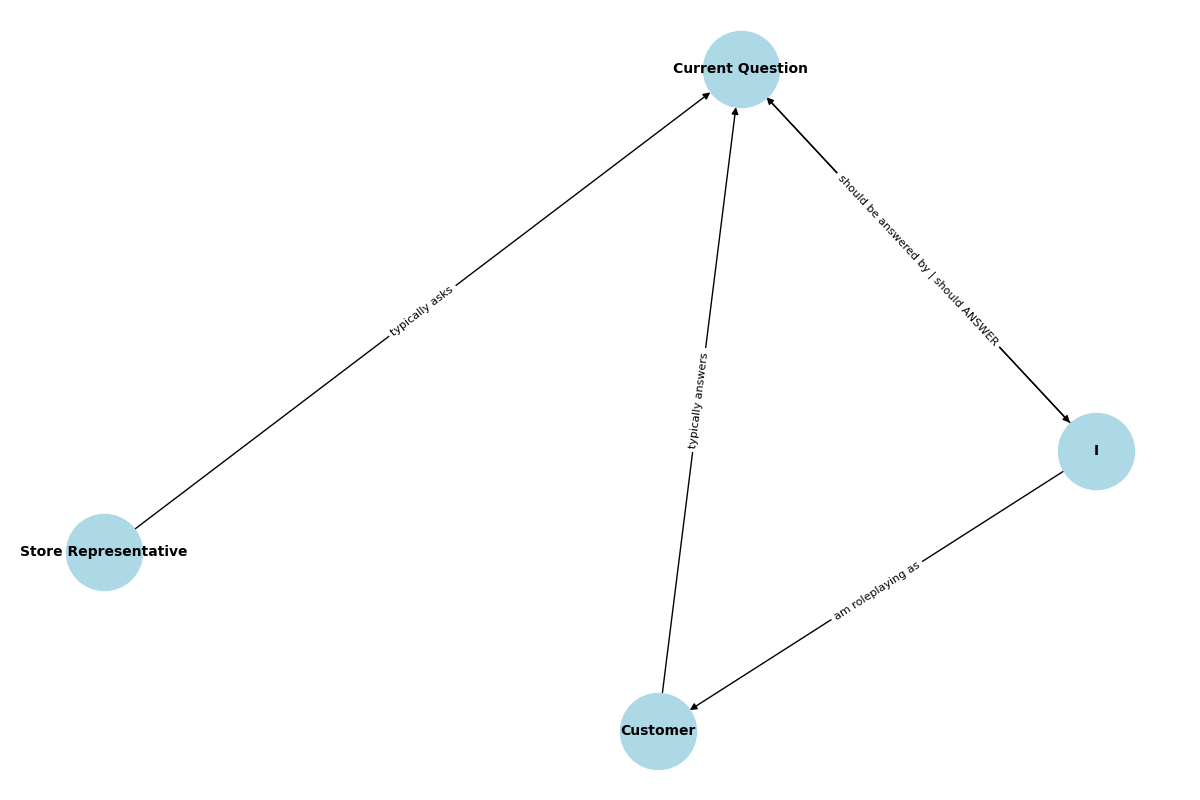 Current Question
should be answered by | should ANSWER
typically asks
typically answers
I
Store Representative
am roleplaying as
Customer